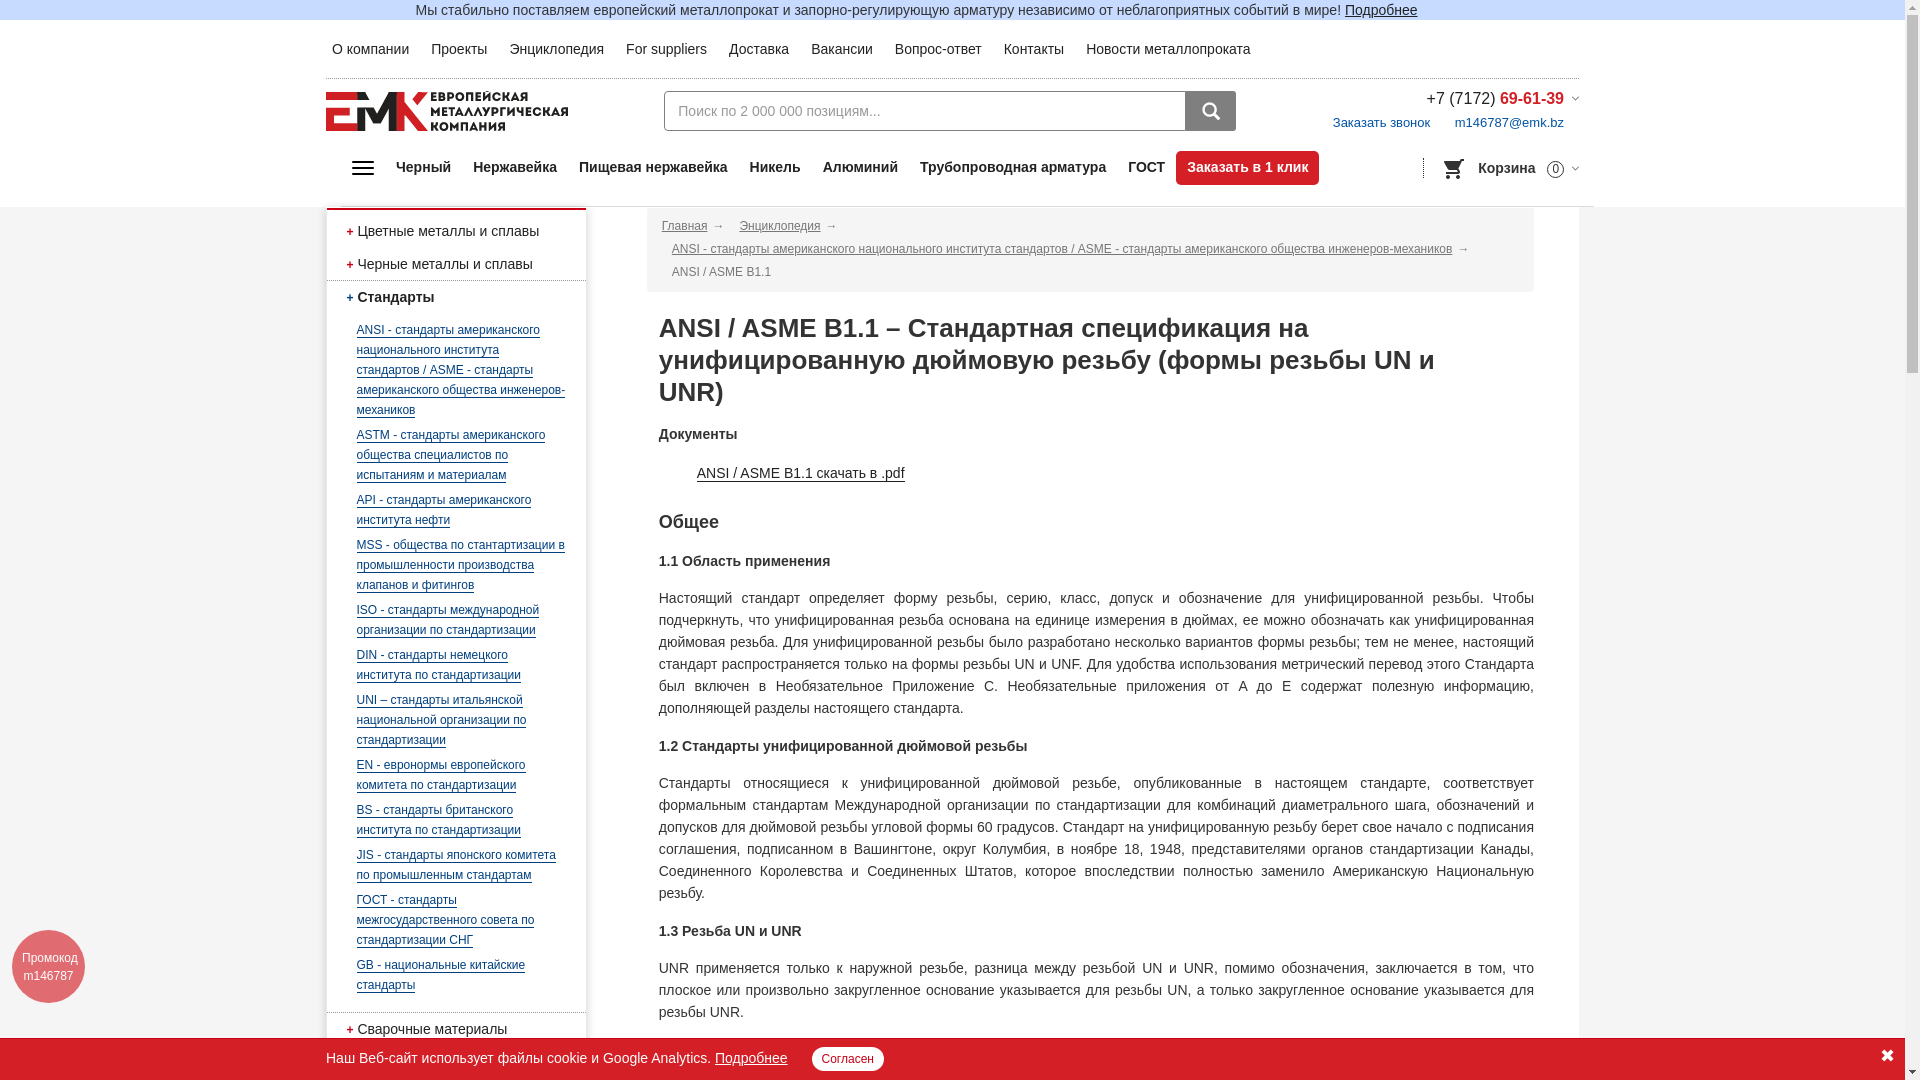 Мы стабильно поставляем европейский металлопрокат и запорно-регулирующую арматуру независимо от неблагоприятных событий в мире! Подробнее
О компании Проекты Энциклопедия For suppliers Доставка Вакансии Вопрос-ответ Контакты Новости металлопроката
ЕМК ЕВРОПЕЙСКАЯ
МЕТАЛЛУРГИЧЕСКАЯ
КОМПАНИЯ
Поиск по 2 000 000 позициям...
+7 (7172) 69-61-39
Заказать звонок m146787@emk.bz
Черный Нержавейка Пищевая нержавейка Никель Алюминий Трубопроводная арматура ГОСТ Заказать в 1 клик
Корзина 0
+ Цветные металлы и сплавы
+ Черные металлы и сплавы
+ Стандарты
ANSI - стандарты американского
национального института
стандартов / ASME - стандарты
американского общества инженеров-
механиков
ASTM - стандарты американского
общества специалистов по
испытаниям и материалам
API - стандарты американского
института нефти
MSS - общества по стантартизации в
промышленности производства
клапанов и фитингов
ISO - стандарты международной
организации по стандартизации
DIN - стандарты немецкого
института по стандартизации
UNI – стандарты итальянской
национальной организации по
стандартизации
EN - евронормы европейского
комитета по стандартизации
BS - стандарты британского
института по стандартизации
JIS - стандарты японского комитета
по промышленным стандартам
ГОСТ - стандарты
межгосударственного совета по
стандартизации СНГ
GB - национальные китайские
стандарты
+ Сварочные материалы
Главная → Энциклопедия →
ANSI - стандарты американского национального института стандартов / ASME - стандарты американского общества инженеров-механиков →
ANSI / ASME B1.1
ANSI / ASME B1.1 – Стандартная спецификация на
унифицированную дюймовую резьбу (формы резьбы UN и
UNR)
Документы
ANSI / ASME B1.1 скачать в .pdf
Общее
1.1 Область применения
Настоящий стандарт определяет форму резьбы, серию, класс, допуск и обозначение для унифицированной резьбы. Чтобы
подчеркнуть, что унифицированная резьба основана на единице измерения в дюймах, ее можно обозначать как унифицированная
дюймовая резьба. Для унифицированной резьбы было разработано несколько вариантов формы резьбы; тем не менее, настоящий
стандарт распространяется только на формы резьбы UN и UNF. Для удобства использования метрический перевод этого Стандарта
был включен в Необязательное Приложение С. Необязательные приложения от А до Е содержат полезную информацию,
дополняющей разделы настоящего стандарта.
1.2 Стандарты унифицированной дюймовой резьбы
Стандарты относящиеся к унифицированной дюймовой резьбе, опубликованные в настоящем стандарте, соответствует
формальным стандартам Международной организации по стандартизации для комбинаций диаметрального шага, обозначений и
допусков для дюймовой резьбы угловой формы 60 градусов. Стандарт на унифицированную резьбу берет свое начало с подписания
соглашения, подписанном в Вашингтоне, округ Колумбия, в ноябре 18, 1948, представителями органов стандартизации Канады,
Соединенного Королевства и Соединенных Штатов, которое впоследствии полностью заменило Американскую Национальную
резьбу.
1.3 Резьба UN и UNR
UNR применяется только к наружной резьбе, разница между резьбой UN и UNR, помимо обозначения, заключается в том, что
плоское или произвольно закругленное основание указывается для резьбы UN, а только закругленное основание указывается для
резьбы UNR.
Промокод
m146787
Наш Веб-сайт использует файлы cookie и Google Analytics. Подробнее Согласен